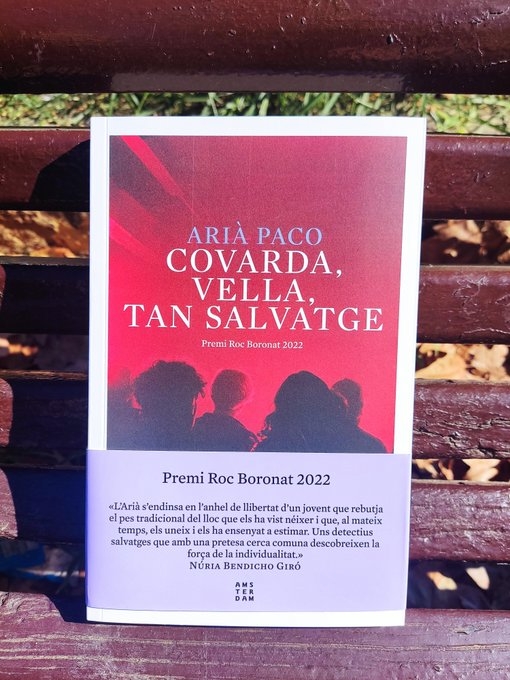 ARIÀ PACO
COVARDA,
VELLA,
TAN SALVATGE
Premi Roc Boronat 2022
Premi Roc Boronat 2022
«L'Arià s'endinsa en l'anhel de llibertat d'un jovent que rebutja
el pes tradicional del lloc que els ha vist néixer i que, al mateix
temps, els uneix i els ha ensenyat a estimar. Uns detectius
salvatges que amb una pretesa cerca comuna descobreixen la
força de la individualitat.»
NÚRIA BENDICHO GIRÓ
AMS
TER
DAM